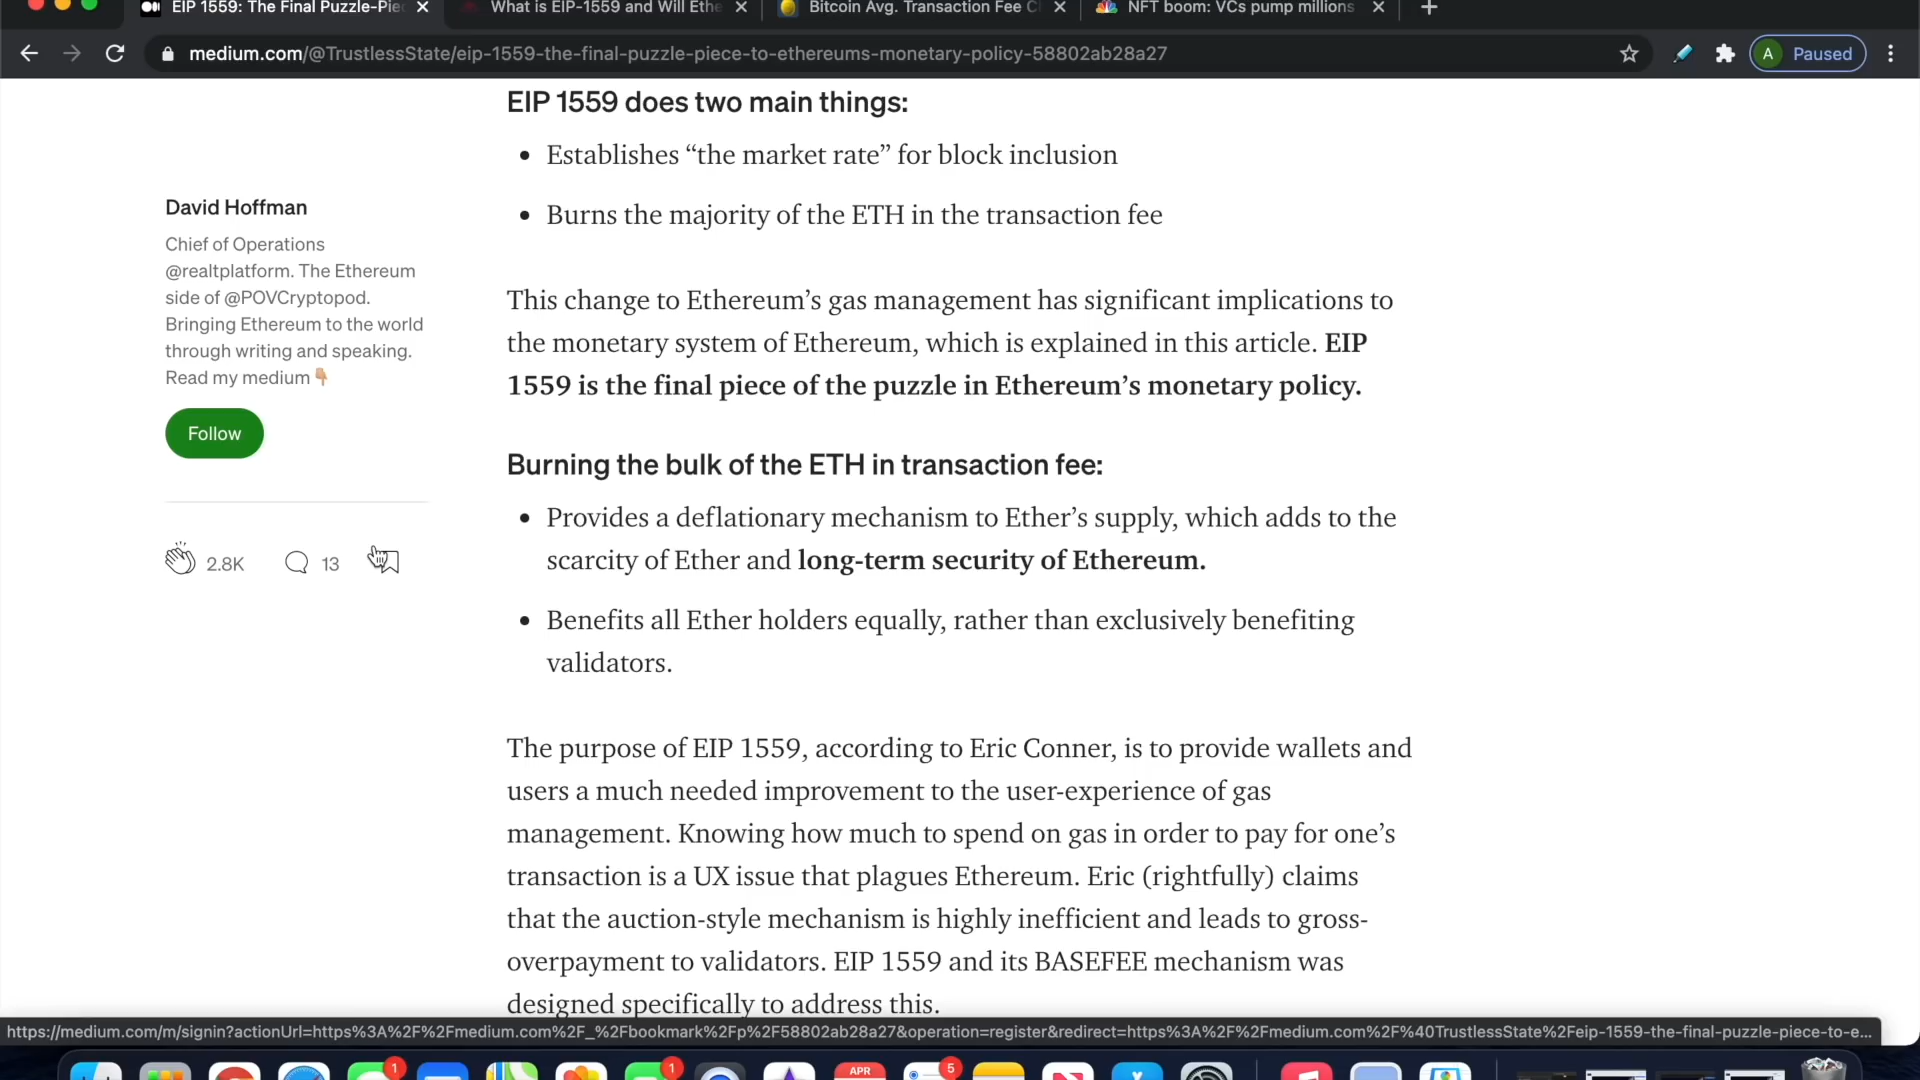 EIP 1559: The Final Puzzle-Pie
What is EIP-1559 and Will Ethe
Bitcoin Avg. Transaction Fee C
NFT boom: VCs pump millions
medium.com/@TrustlessState/eip-1559-the-final-puzzle-piece-to-ethereums-monetary-policy-58802ab28a27
A
Paused
David Hoffman
Chief of Operations
@realtplatform. The Ethereum
side of @POVCryptopod.
Bringing Ethereum to the world
through writing and speaking.
Read my medium👇🏼
Follow
2.8K
13
EIP 1559 does two main things:
• Establishes “the market rate” for block inclusion
• Burns the majority of the ETH in the transaction fee
This change to Ethereum’s gas management has significant implications to
the monetary system of Ethereum, which is explained in this article. EIP
1559 is the final piece of the puzzle in Ethereum’s monetary policy.
Burning the bulk of the ETH in transaction fee:
• Provides a deflationary mechanism to Ether’s supply, which adds to the
scarcity of Ether and long-term security of Ethereum.
• Benefits all Ether holders equally, rather than exclusively benefiting
validators.
The purpose of EIP 1559, according to Eric Conner, is to provide wallets and
users a much needed improvement to the user-experience of gas
management. Knowing how much to spend on gas in order to pay for one’s
transaction is a UX issue that plagues Ethereum. Eric (rightfully) claims
that the auction-style mechanism is highly inefficient and leads to gross-
overpayment to validators. EIP 1559 and its BASEFEE mechanism was
designed specifically to address this.
https://medium.com/m/signin?actionUrl=https%3A%2F%2Fmedium.com%2F_%2Fbookmark%2Fp%2F58802ab28a27&operation=register&redirect=https%3A%2F%2Fmedium.com%2F%40TrustlessState%2Feip-1559-the-final-puzzle-piece-to-e...
1
1
APR
5